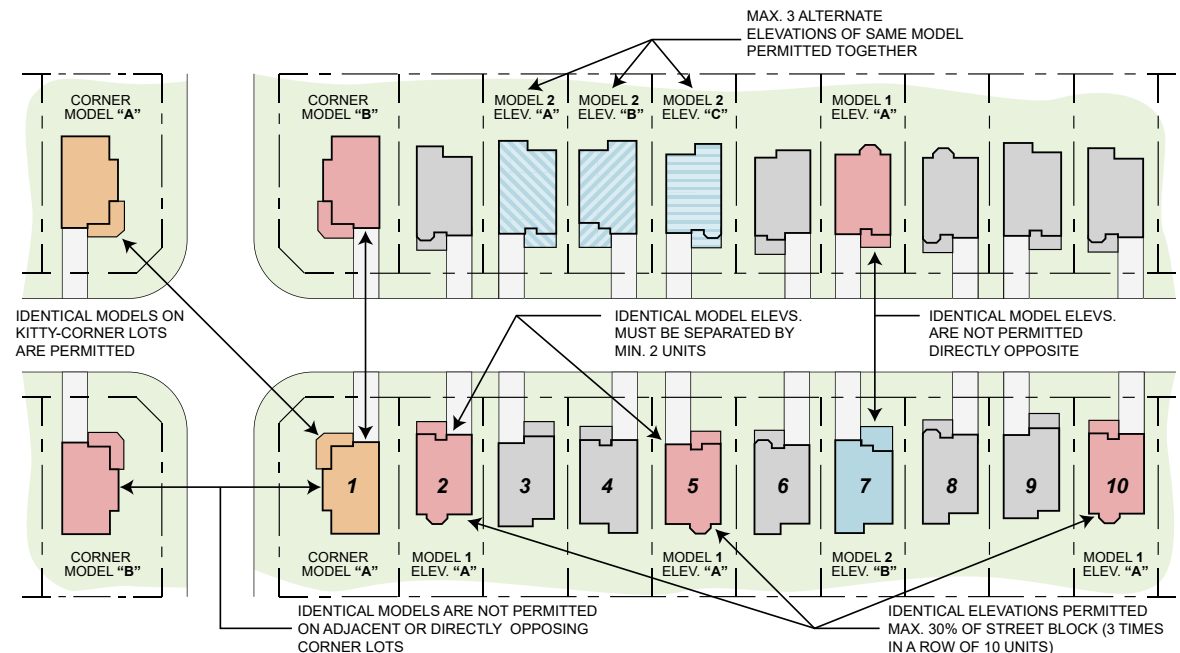 MAX. 3 ALTERNATE
ELEVATIONS OF SAME MODEL
PERMITTED TOGETHER
CORNER
MODEL "A"
CORNER
MODEL "B"
MODEL 2
ELEV. "A"
MODEL 2
ELEV. "B"
MODEL 2
ELEV. "C"
MODEL 1
ELEV. "A"
IDENTICAL MODELS ON
KITTY-CORNER LOTS
ARE PERMITTED
IDENTICAL MODEL ELEVS.
MUST BE SEPARATED BY
MIN. 2 UNITS
IDENTICAL MODEL ELEVS.
ARE NOT PERMITTED
DIRECTLY OPPOSITE
1
2
3
4
5
6
7
8
9
10
CORNER
MODEL "B"
CORNER
MODEL "A"
MODEL 1
ELEV. "A"
MODEL 1
ELEV. "A"
MODEL 2
ELEV. "B"
MODEL 1
ELEV. "A"
IDENTICAL MODELS ARE NOT PERMITTED
ON ADJACENT OR DIRECTLY OPPOSING
CORNER LOTS
IDENTICAL ELEVATIONS PERMITTED
MAX. 30% OF STREET BLOCK (3 TIMES
IN A ROW OF 10 UNITS)